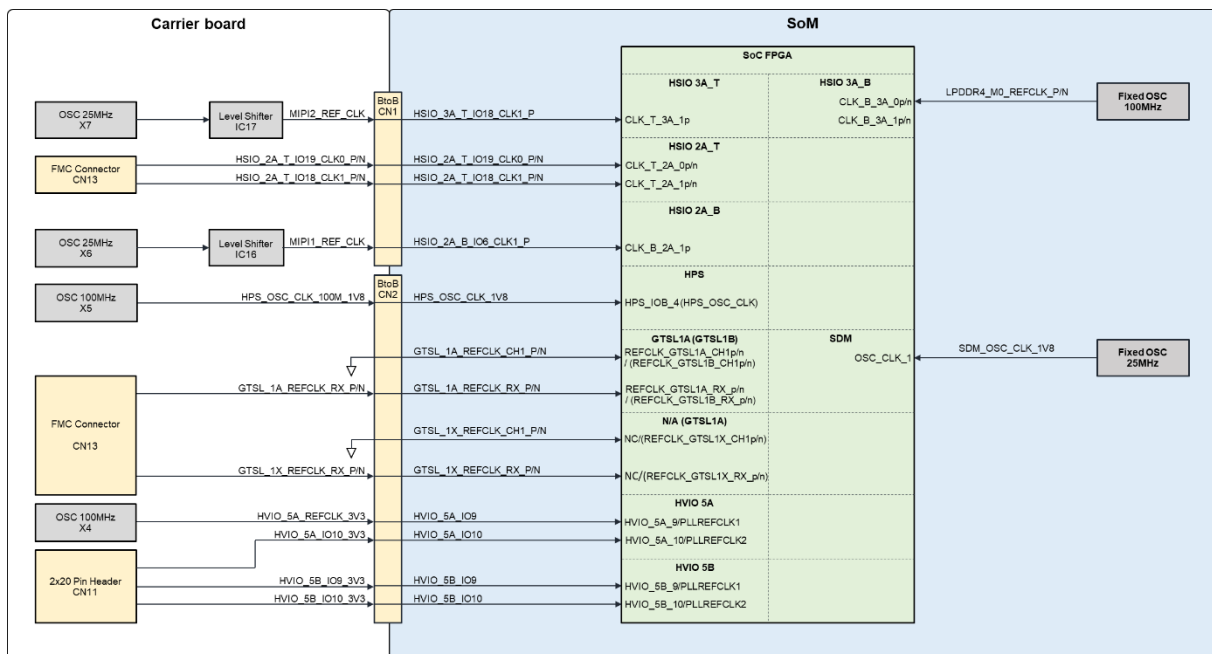 Carrier board
SoM
SoC FPGA
HSIO 3A_T
HSIO 3A_B
LPDDR4_M0_REFCLK_P/N
Fixed OSC
100MHz
CLK_B_3A_0p/n
CLK_B_3A_1p/n
BtoB
CN1
OSC 25MHz
X7
Level Shifter
IC17
MIPI2_REF_CLK
HSIO_3A_T_IO18_CLK1_P
CLK_T_3A_1p
HSIO 2A_T
FMC Connector
CN13
HSIO_2A_T_IO19_CLK0_P/N
HSIO_2A_T_IO19_CLK0_P/N
CLK_T_2A_0p/n
HSIO_2A_T_IO18_CLK1_P/N
HSIO_2A_T_IO18_CLK1_P/N
CLK_T_2A_1p/n
HSIO 2A_B
OSC 25MHz
X6
Level Shifter
IC16
MIPI1_REF_CLK
HSIO_2A_B_IO6_CLK1_P
CLK_B_2A_1p
BtoB
CN2
HPS
OSC 100MHz
X5
HPS_OSC_CLK_100M_1V8
HPS_OSC_CLK_1V8
HPS_IOB_4(HPS_OSC_CLK)
GTSL1A (GTSL1B)
SDM
GTSL_1A_REFCLK_CH1_P/N
REFCLK_GTSL1A_CH1p/n
/ (REFCLK_GTSL1B_CH1p/n)
OSC_CLK_1
SDM_OSC_CLK_1V8
Fixed OSC
25MHz
FMC Connector
CN13
GTSL_1A_REFCLK_RX_P/N
GTSL_1A_REFCLK_RX_P/N
REFCLK_GTSL1A_RX_p/n
/ (REFCLK_GTSL1B_RX_p/n)
N/A (GTSL1A)
GTSL_1X_REFCLK_CH1_P/N
NC/(REFCLK_GTSL1X_CH1p/n)
GTSL_1X_REFCLK_RX_P/N
GTSL_1X_REFCLK_RX_P/N
NC/(REFCLK_GTSL1X_RX_p/n)
HVIO 5A
OSC 100MHz
X4
HVIO_5A_REFCLK_3V3
HVIO_5A_IO9
HVIO_5A_9/PLLREFCLK1
HVIO_5A_IO10_3V3
HVIO_5A_IO10
HVIO_5A_10/PLLREFCLK2
HVIO 5B
2x20 Pin Header
CN11
HVIO_5B_IO9_3V3
HVIO_5B_IO9
HVIO_5B_9/PLLREFCLK1
HVIO_5B_IO10_3V3
HVIO_5B_IO10
HVIO_5B_10/PLLREFCLK2